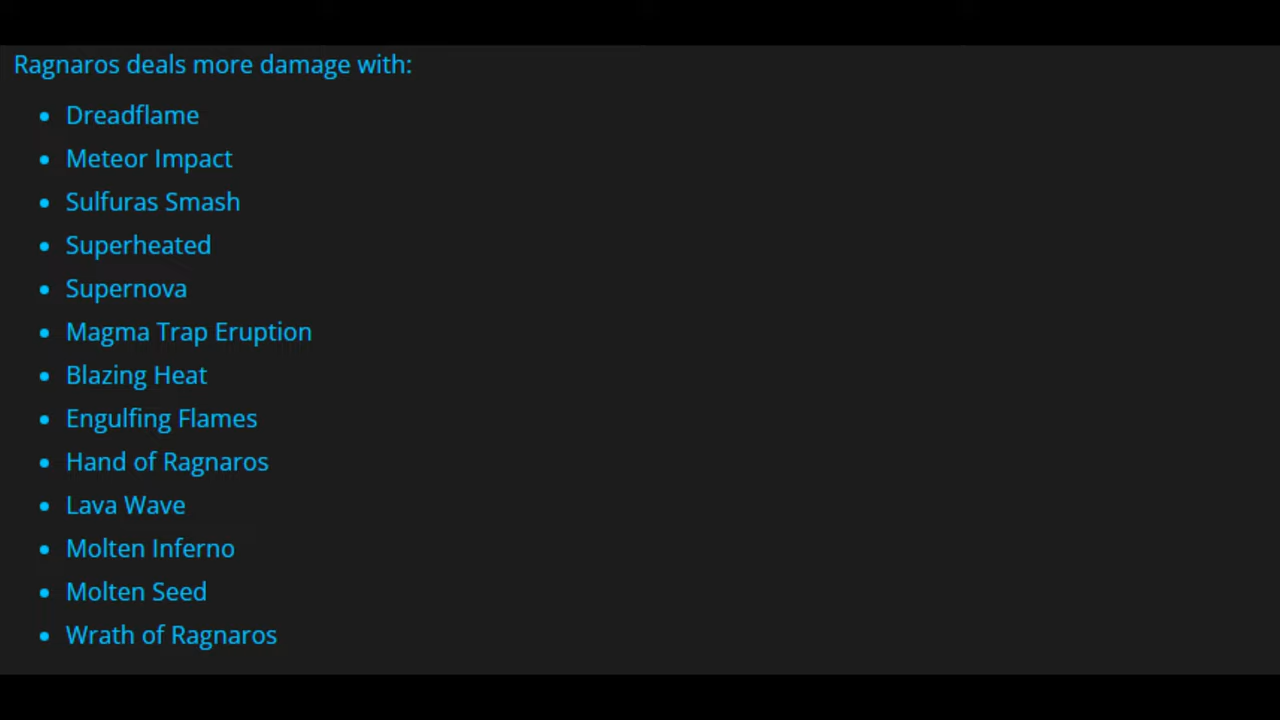 Ragnaros deals more damage with:
• Dreadflame
• Meteor Impact
• Sulfuras Smash
• Superheated
• Supernova
• Magma Trap Eruption
• Blazing Heat
• Engulfing Flames
• Hand of Ragnaros
• Lava Wave
• Molten Inferno
• Molten Seed
• Wrath of Ragnaros